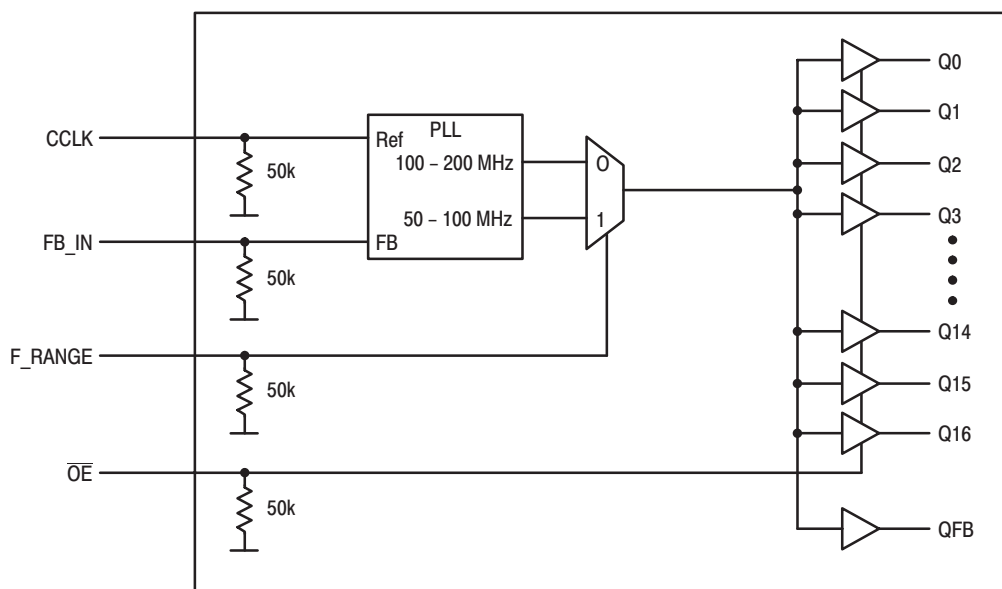 CCLK
50k
FB_IN
50k
F_RANGE
50k
OE
50k
Ref
PLL
100 – 200 MHz
50 – 100 MHz
FB
0
1
Q0
Q1
Q2
Q3
Q14
Q15
Q16
QFB